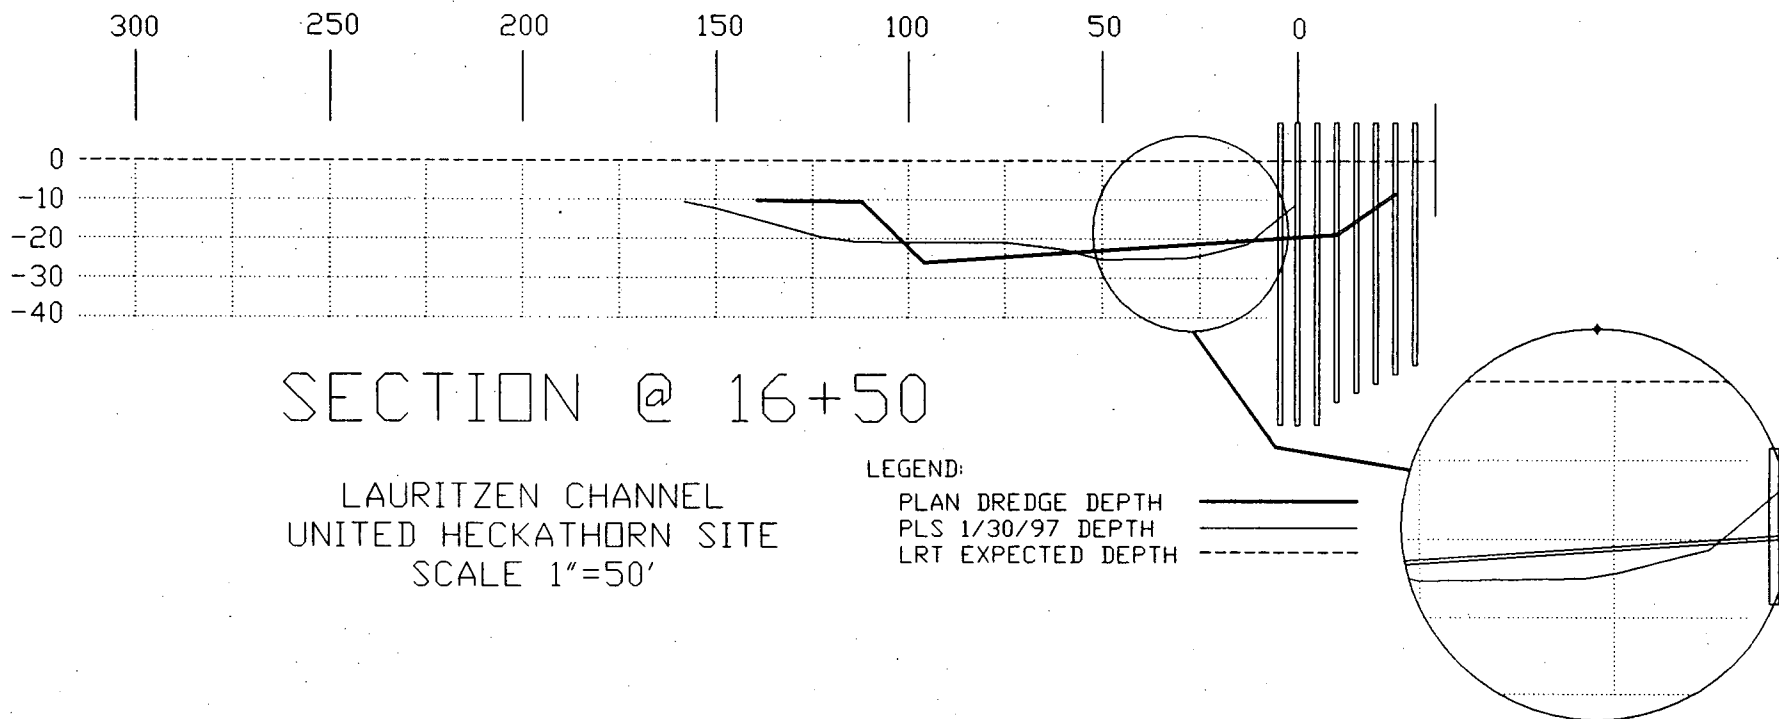 300 250 200 150 100 50 0
0
-10
-20
-30
-40
SECTION @ 16+50
LAURITZEN CHANNEL
UNITED HECKATHORN SITE
SCALE 1"=50'
LEGEND:
PLAN DREDGE DEPTH
PLS 1/30/97 DEPTH
LRT EXPECTED DEPTH